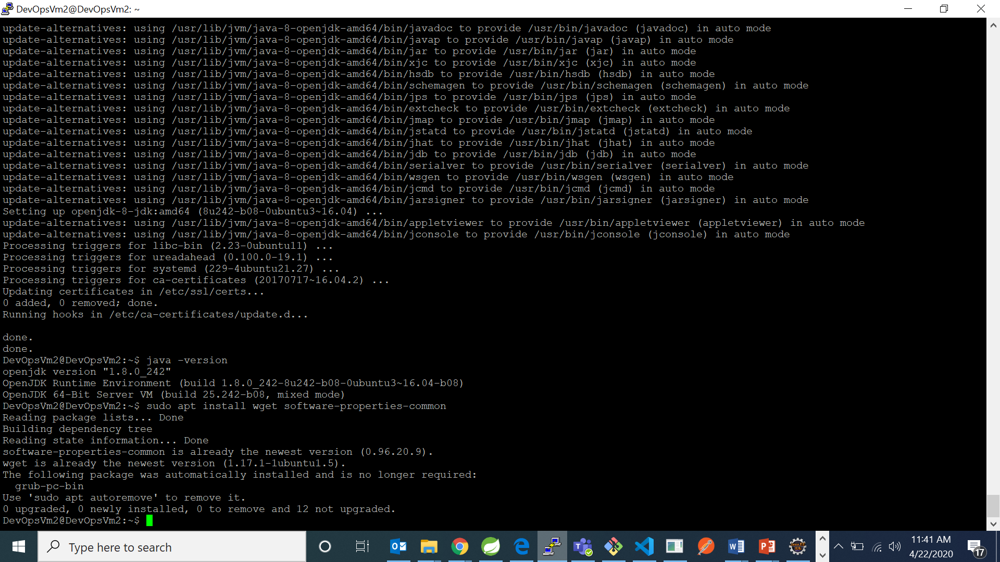 DevOpsVm2@DevOpsVm2: ~
update-alternatives: using /usr/lib/jvm/java-8-openjdk-amd64/bin/javadoc to provide /usr/bin/javadoc (javadoc) in auto mode
update-alternatives: using /usr/lib/jvm/java-8-openjdk-amd64/bin/javap to provide /usr/bin/javap (javap) in auto mode
update-alternatives: using /usr/lib/jvm/java-8-openjdk-amd64/bin/jar to provide /usr/bin/jar (jar) in auto mode
update-alternatives: using /usr/lib/jvm/java-8-openjdk-amd64/bin/xjc to provide /usr/bin/xjc (xjc) in auto mode
update-alternatives: using /usr/lib/jvm/java-8-openjdk-amd64/bin/hsdb to provide /usr/bin/hsdb (hsdb) in auto mode
update-alternatives: using /usr/lib/jvm/java-8-openjdk-amd64/bin/schemagen to provide /usr/bin/schemagen (schemagen) in auto mode
update-alternatives: using /usr/lib/jvm/java-8-openjdk-amd64/bin/jps to provide /usr/bin/jps (jps) in auto mode
update-alternatives: using /usr/lib/jvm/java-8-openjdk-amd64/bin/extcheck to provide /usr/bin/extcheck (extcheck) in auto mode
update-alternatives: using /usr/lib/jvm/java-8-openjdk-amd64/bin/jmap to provide /usr/bin/jmap (jmap) in auto mode
update-alternatives: using /usr/lib/jvm/java-8-openjdk-amd64/bin/jstatd to provide /usr/bin/jstatd (jstatd) in auto mode
update-alternatives: using /usr/lib/jvm/java-8-openjdk-amd64/bin/jhat to provide /usr/bin/jhat (jhat) in auto mode
update-alternatives: using /usr/lib/jvm/java-8-openjdk-amd64/bin/jdb to provide /usr/bin/jdb (jdb) in auto mode
update-alternatives: using /usr/lib/jvm/java-8-openjdk-amd64/bin/serialver to provide /usr/bin/serialver (serialver) in auto mode
update-alternatives: using /usr/lib/jvm/java-8-openjdk-amd64/bin/wsgen to provide /usr/bin/wsgen (wsgen) in auto mode
update-alternatives: using /usr/lib/jvm/java-8-openjdk-amd64/bin/jcmd to provide /usr/bin/jcmd (jcmd) in auto mode
update-alternatives: using /usr/lib/jvm/java-8-openjdk-amd64/bin/jarsigner to provide /usr/bin/jarsigner (jarsigner) in auto mode
Setting up openjdk-8-jdk:amd64 (8u242-b08-0ubuntu3~16.04) ...
update-alternatives: using /usr/lib/jvm/java-8-openjdk-amd64/bin/appletviewer to provide /usr/bin/appletviewer (appletviewer) in auto mode
update-alternatives: using /usr/lib/jvm/java-8-openjdk-amd64/bin/jconsole to provide /usr/bin/jconsole (jconsole) in auto mode
Processing triggers for libc-bin (2.23-0ubuntu11) ...
Processing triggers for ureadahead (0.100.0-19.1) ...
Processing triggers for systemd (229-4ubuntu21.27) ...
Processing triggers for ca-certificates (20170717~16.04.2) ...
Updating certificates in /etc/ssl/certs...
0 added, 0 removed; done.
Running hooks in /etc/ca-certificates/update.d...
done.
done.
DevOpsVm2@DevOpsVm2:~$ java -version
openjdk version "1.8.0_242"
OpenJDK Runtime Environment (build 1.8.0_242-8u242-b08-0ubuntu3~16.04-b08)
OpenJDK 64-Bit Server VM (build 25.242-b08, mixed mode)
DevOpsVm2@DevOpsVm2:~$ sudo apt install wget software-properties-common
Reading package lists... Done
Building dependency tree
Reading state information... Done
software-properties-common is already the newest version (0.96.20.9).
wget is already the newest version (1.17.1-1ubuntu1.5).
The following package was automatically installed and is no longer required:
  grub-pc-bin
Use 'sudo apt autoremove' to remove it.
0 upgraded, 0 newly installed, 0 to remove and 12 not upgraded.
DevOpsVm2@DevOpsVm2:~$
Type here to search
11:41 AM
4/22/2020
17